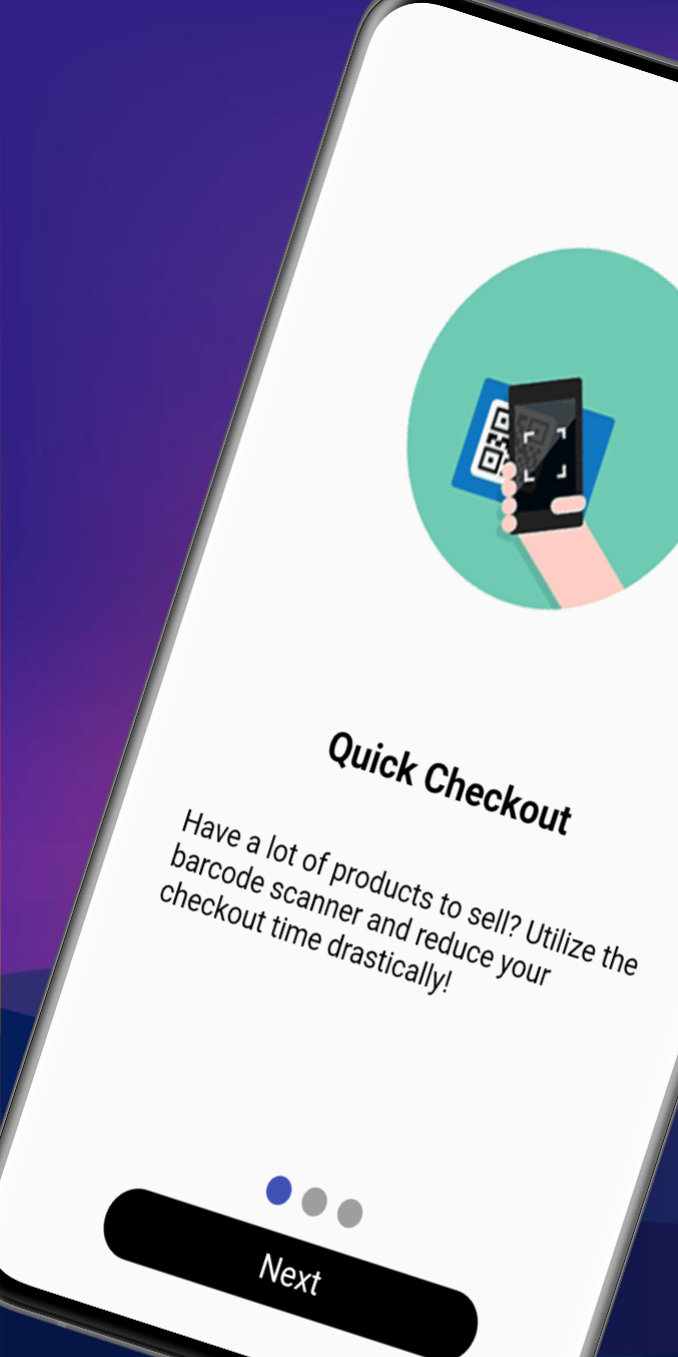 Quick Checkout
Have a lot of products to sell? Utilize the
barcode scanner and reduce your
checkout time drastically!
Next